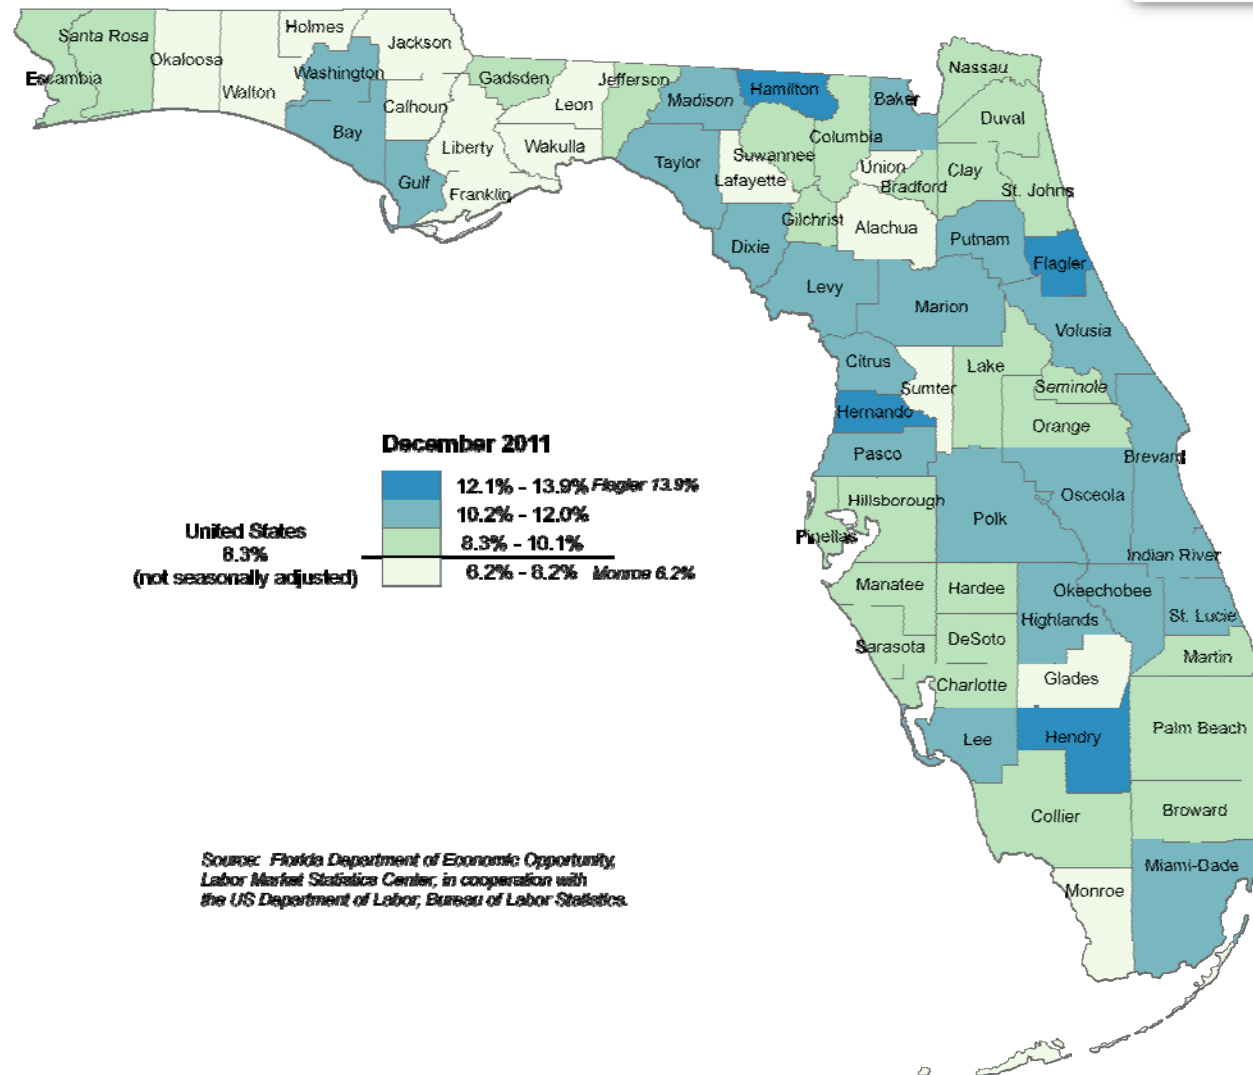 Holmes
Santa Rosa
Jackson
Okaloosa
Escambia
Washington
Walton
Calhoun
Gadsden
Leon
Jefferson
Madison
Hamilton
Baker
Nassau
Duval
Bay
Liberty
Wakulla
Taylor
Suwannee
Columbia
Lafayette
Union
Bradford
Clay
St. Johns
Gulf
Franklin
Gilchrist
Alachua
Dixie
Putnam
Flagler
Levy
Marion
Volusia
Citrus
Sumter
Lake
Seminole
Hernando
Orange
Pasco
Brevard
Hillsborough
Osceola
Polk
Pinellas
Indian River
Manatee
Hardee
Okeechobee
Highlands
St. Lucie
Sarasota
DeSoto
Martin
Charlotte
Glades
Lee
Hendry
Palm Beach
Collier
Broward
Miami-Dade
Monroe
December 2011
12.1% - 13.9% Flagler 13.9%
10.2% - 12.0%
8.3% - 10.1%
6.2% - 8.2% Monroe 6.2%
United States
8.3%
(not seasonally adjusted)
Source: Florida Department of Economic Opportunity,
Labor Market Statistics Center, in cooperation with
the US Department of Labor, Bureau of Labor Statistics.